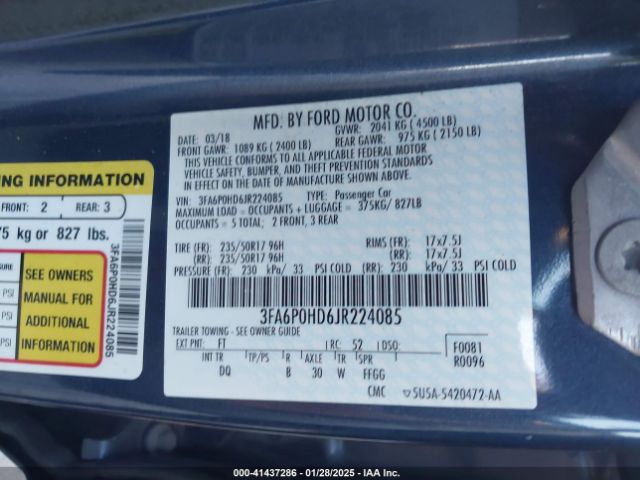 MFD. BY FORD MOTOR CO.
DATE: 03/18 GVWR: 2041 KG ( 4500 LB)
FRONT GAWR: 1089 KG ( 2400 LB) REAR GAWR: 975 KG ( 2150 LB)
THIS VEHICLE CONFORMS TO ALL APPLICABLE FEDERAL MOTOR
VEHICLE SAFETY, BUMPER, AND THEFT PREVENTION STANDARDS
IN EFFECT ON THE DATE OF MANUFACTURE SHOWN ABOVE.
VIN: 3FA6P0HD6JR224085 TYPE: Passenger Car
MAXIMUM LOAD = OCCUPANTS + LUGGAGE = 375KG/ 827LB
OCCUPANTS = 5 TOTAL; 2 FRONT, 3 REAR
TIRE (FR): 235/50R17 96H RIMS (FR): 17x7.5J
(RR): 235/50R17 96H (RR): 17x7.5J
PRESSURE (FR): 230 kPa/ 33 PSI COLD (RR): 230 kPa/ 33 PSI COLD
3FA6P0HD6JR224085
TRAILER TOWING - SEE OWNER GUIDE
EXT PNT: FT RC: 52 DSO: F0081
R0096
INT TR TP/PS R AXLE TR SPR
DQ B 30 W FFGG
CMC 5U5A-5420472-AA
NG INFORMATION
FRONT: 2 REAR: 3
75 kg or 827 lbs.
SURE
PSI
PSI
SEE OWNERS
MANUAL FOR
ADDITIONAL
INFORMATION
3FA6P0HD6JR224085
000-41437286 | 01/28/2025 - IAA Inc.